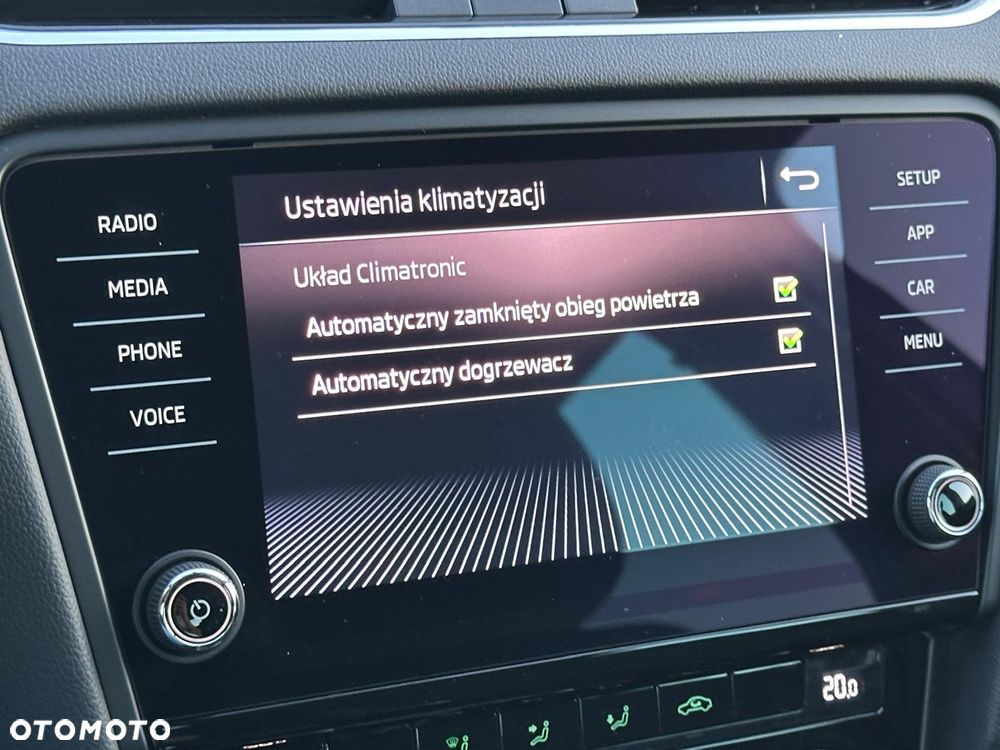 RADIO
MEDIA
PHONE
VOICE
Ustawienia klimatyzacji
Układ Climatronic
Automatyczny zamknięty obieg powietrza
Automatyczny dogrzewacz
SETUP
APP
CAR
MENU
20.0
OTOMOTO